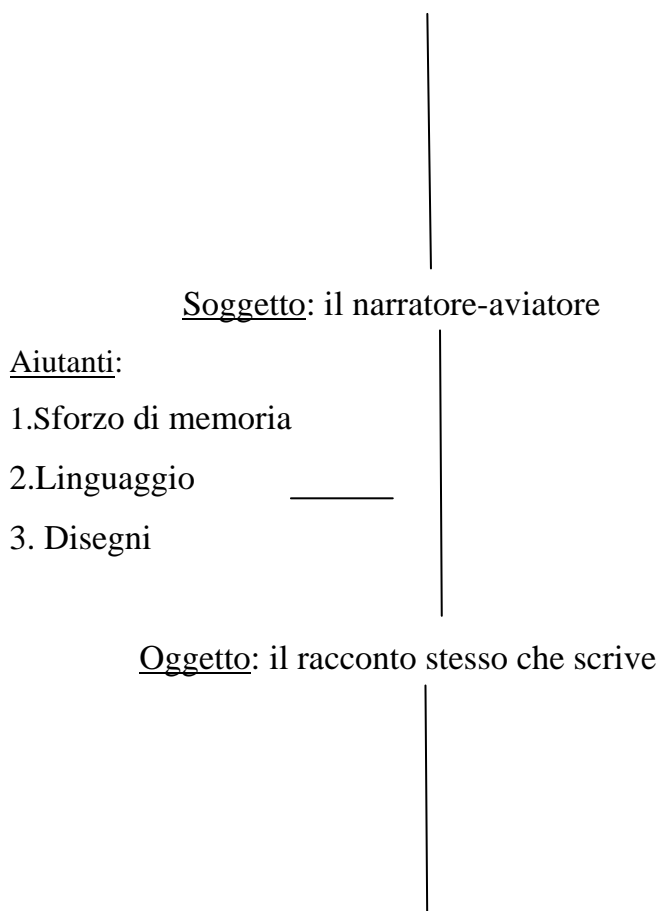 Soggetto: il narratore-aviatore
Aiutanti:
1.Sforzo di memoria
2.Linguaggio
3. Disegni
Oggetto: il racconto stesso che scrive